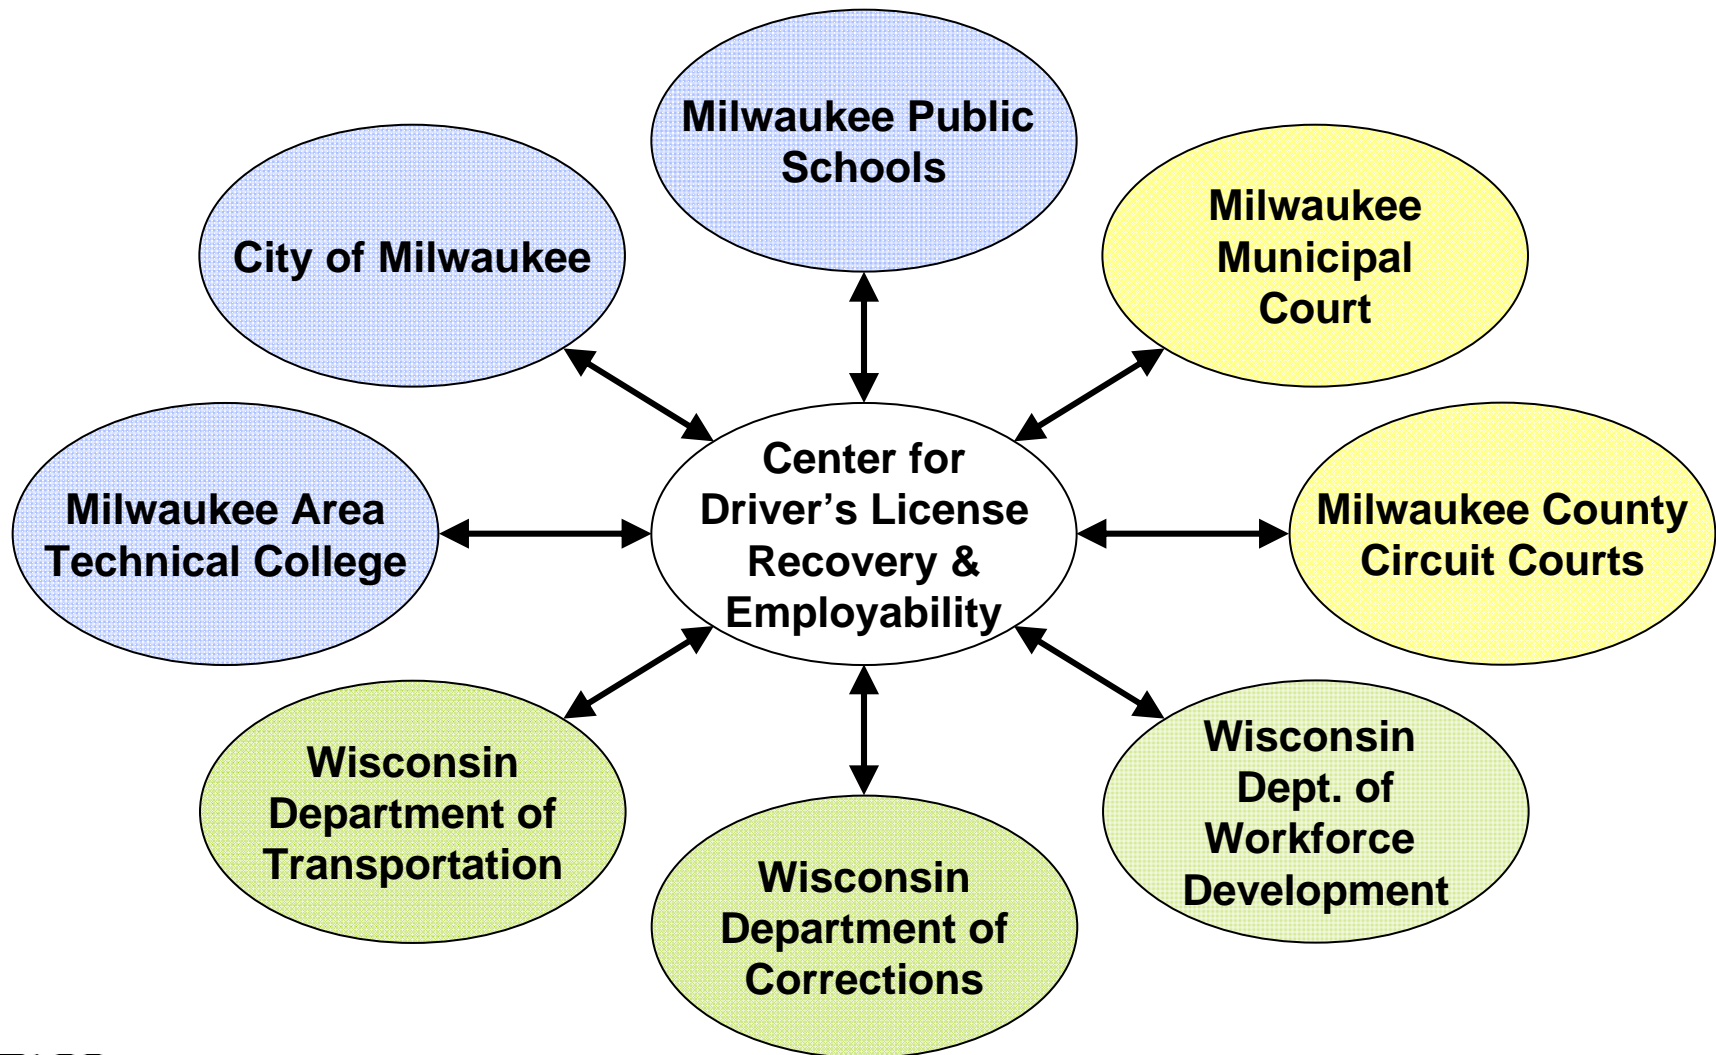 Milwaukee Public
Schools
City of Milwaukee
Milwaukee
Municipal
Court
Milwaukee Area
Technical College
Center for
Driver’s License
Recovery &
Employability
Milwaukee County
Circuit Courts
Wisconsin
Department of
Transportation
Wisconsin
Department of
Corrections
Wisconsin
Dept. of
Workforce
Development